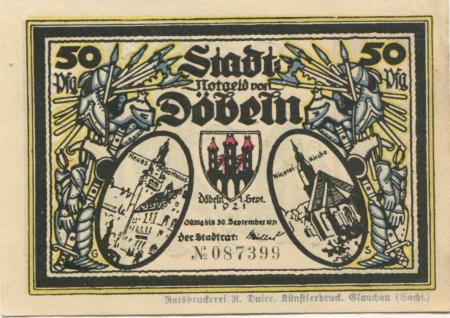 50 Stadt= 50
Pfg Notgeld von Pfg
Döbeln
Neues Rathaus
Nicolai Kirche
Döbeln 1. Sept.
1921
Gültig bis 30. September 1921
Der Stadtrat:
№ 087399
G S
Ratsdruckerei R. Dulce, Künstlerdruck, Glauchau (Sachs.)